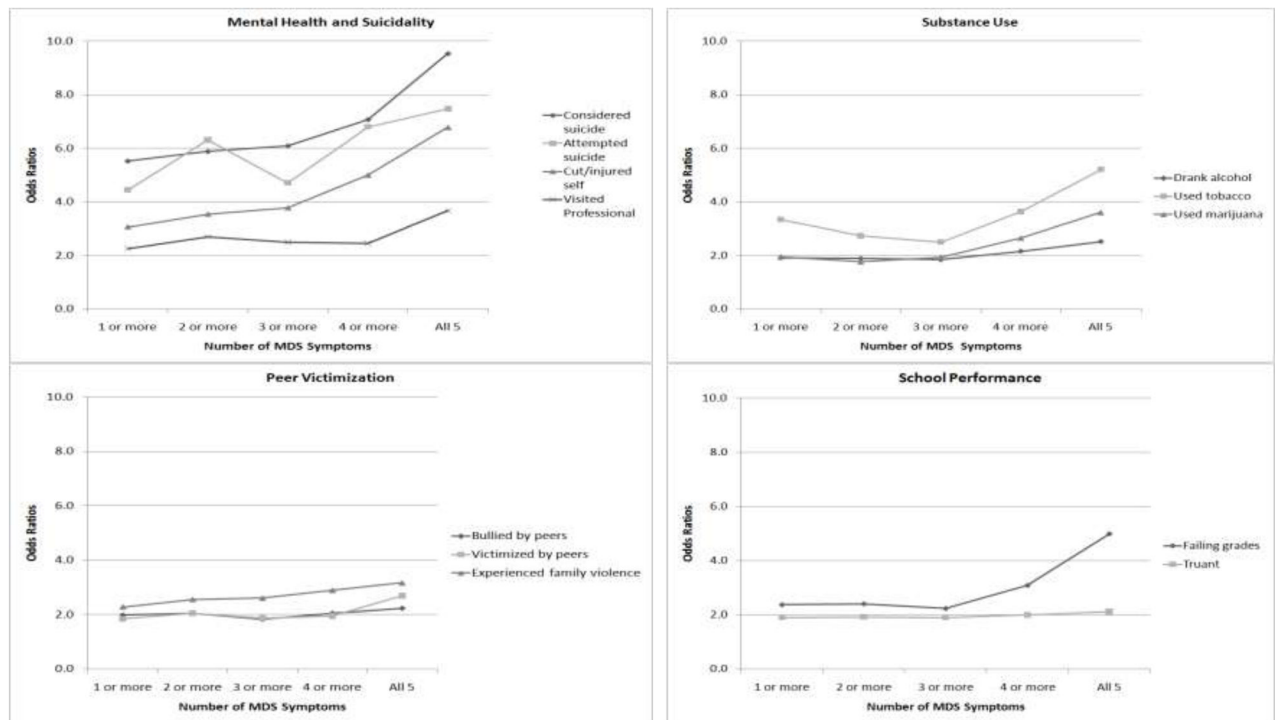 Mental Health and Suicidality
10.0
8.0
6.0
4.0
2.0
0.0
Odds Ratios
1 or more 2 or more 3 or more 4 or more All 5
Number of MDS Symptoms
Considered
suicide
Attempted
suicide
Cut/injured
self
Visited
Professional
Substance Use
10.0
8.0
6.0
4.0
2.0
0.0
Odds Ratios
1 or more 2 or more 3 or more 4 or more All 5
Number of MDS Symptoms
Drank alcohol
Used tobacco
Used marijuana
Peer Victimization
10.0
8.0
6.0
4.0
2.0
0.0
Odds Ratios
1 or more 2 or more 3 or more 4 or more All 5
Number of MDS Symptoms
Bullied by peers
Victimized by peers
Experienced family violence
School Performance
10.0
8.0
6.0
4.0
2.0
0.0
Odds Ratios
1 or more 2 or more 3 or more 4 or more All 5
Number of MDS Symptoms
Failing grades
Truant